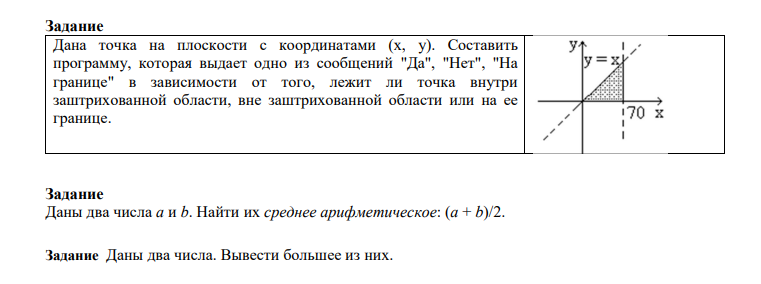 Задание
Дана точка на плоскости с координатами (x, y). Составить
программу, которая выдает одно из сообщений "Да", "Нет", "На
границе" в зависимости от того, лежит ли точка внутри
заштрихованной области, вне заштрихованной области или на ее
границе.
y
y = x
70 x
Задание
Даны два числа a и b. Найти их среднее арифметическое: (a + b)/2.
Задание Даны два числа. Вывести большее из них.